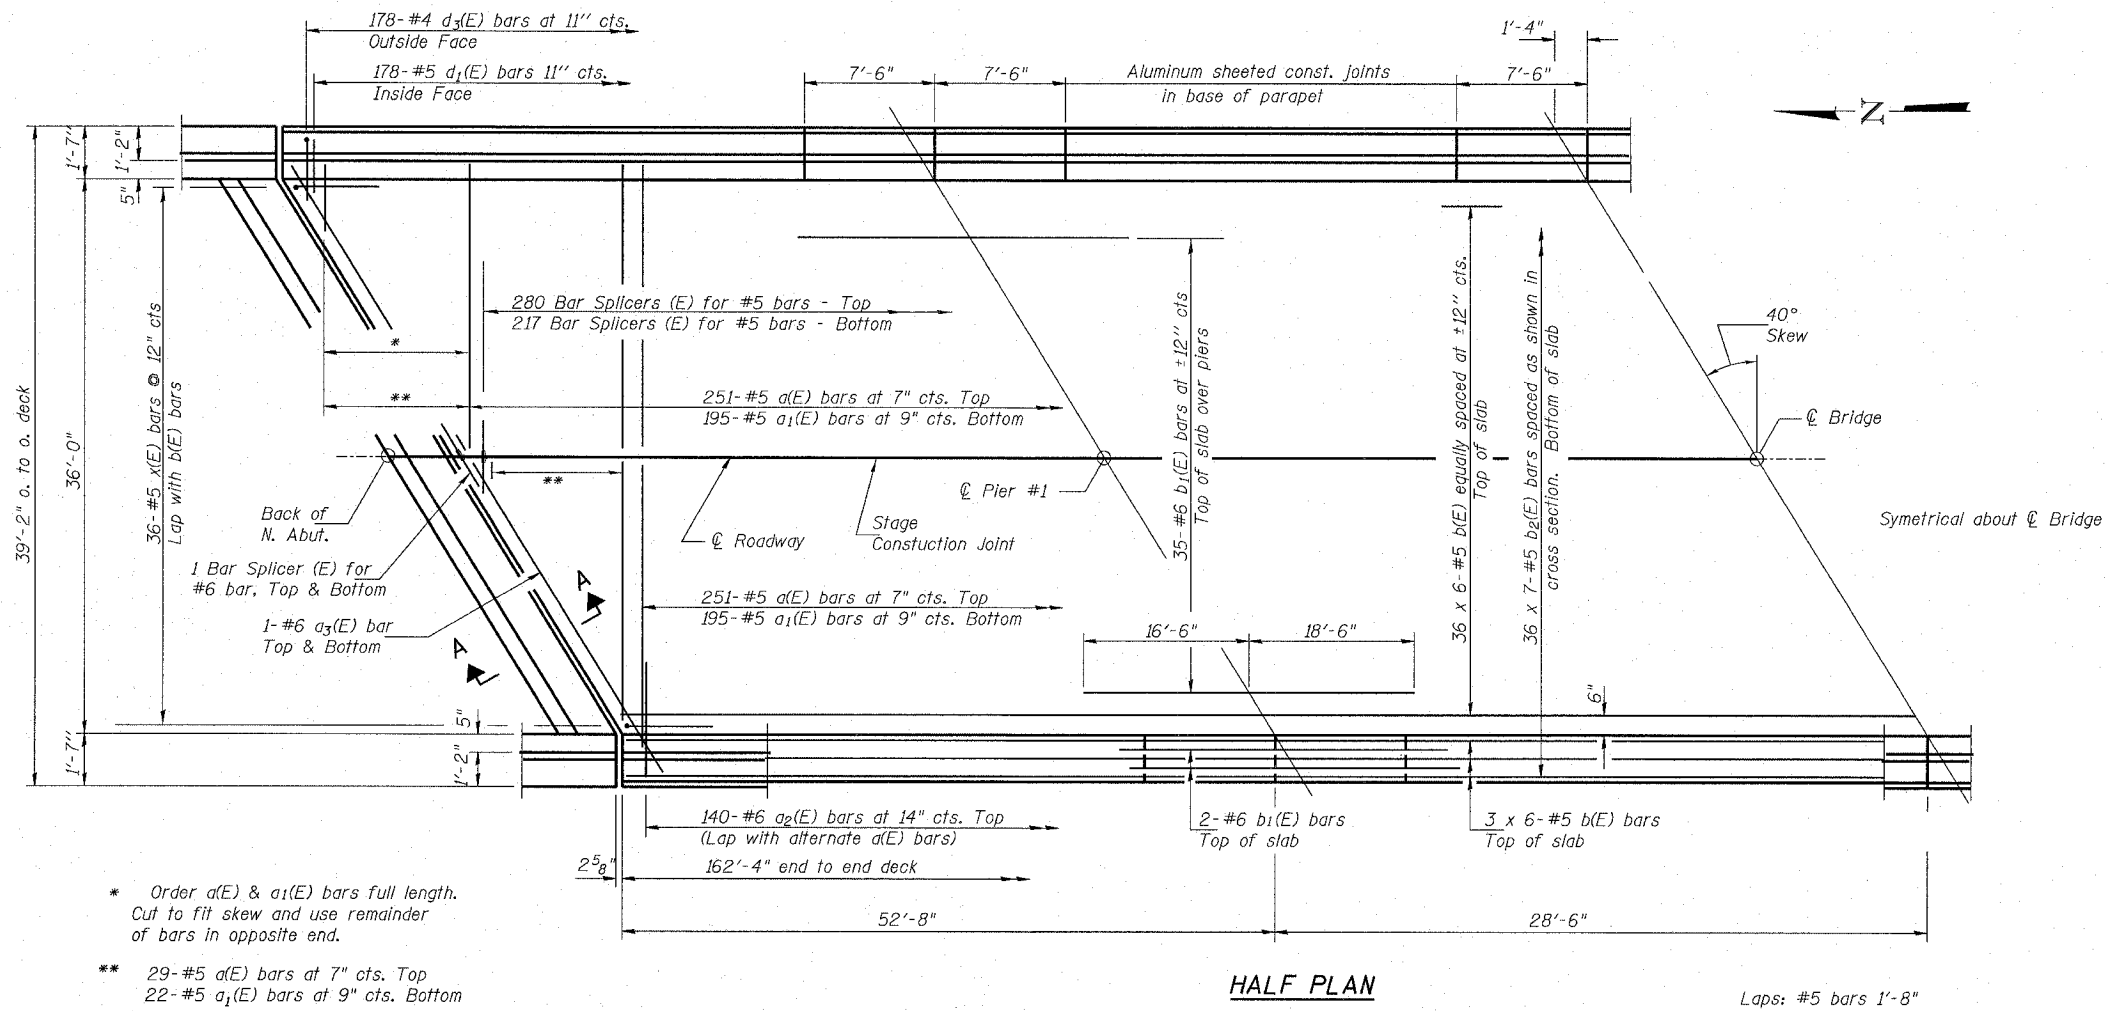 178-#4 d3(E) bars at 11" cts.
Outside Face
178-#5 d1(E) bars 11" cts.
Inside Face
7'-6"
7'-6"
Aluminum sheeted const. joints
in base of parapet
7'-6"
1'-4"
N
1'-7"
1'-2"
5"
39'-2" o. to o. deck
36'-0"
36-#5 x(E) bars @ 12" cts
Lap with b(E) bars
280 Bar Splicers (E) for #5 bars - Top
217 Bar Splicers (E) for #5 bars - Bottom
*
**
251-#5 a(E) bars at 7" cts. Top
195-#5 a1(E) bars at 9" cts. Bottom
35-#6 b1(E) bars at ±12" cts
Top of slab over piers
36 x 6-#5 b(E) equally spaced at ±12" cts.
Top of slab
36 x 7-#5 b2(E) bars spaced as shown in
cross section. Bottom of slab
40°
Skew
℄ Bridge
**
℄ Pier #1
Back of
N. Abut.
℄ Roadway
Stage
Constuction Joint
Symetrical about ℄ Bridge
1 Bar Splicer (E) for
#6 bar, Top & Bottom
1-#6 a3(E) bar
Top & Bottom
A
A
251-#5 a(E) bars at 7" cts. Top
195-#5 a1(E) bars at 9" cts. Bottom
16'-6"
18'-6"
6"
5"
1'-7"
1'-2"
140-#6 a2(E) bars at 14" cts. Top
(Lap with alternate a(E) bars)
2-#6 b1(E) bars
Top of slab
3 x 6-#5 b(E) bars
Top of slab
2 5/8"
162'-4" end to end deck
52'-8"
28'-6"
* Order a(E) & a1(E) bars full length.
Cut to fit skew and use remainder
of bars in opposite end.
** 29-#5 a(E) bars at 7" cts. Top
22-#5 a1(E) bars at 9" cts. Bottom
HALF PLAN
Laps: #5 bars 1'-8"